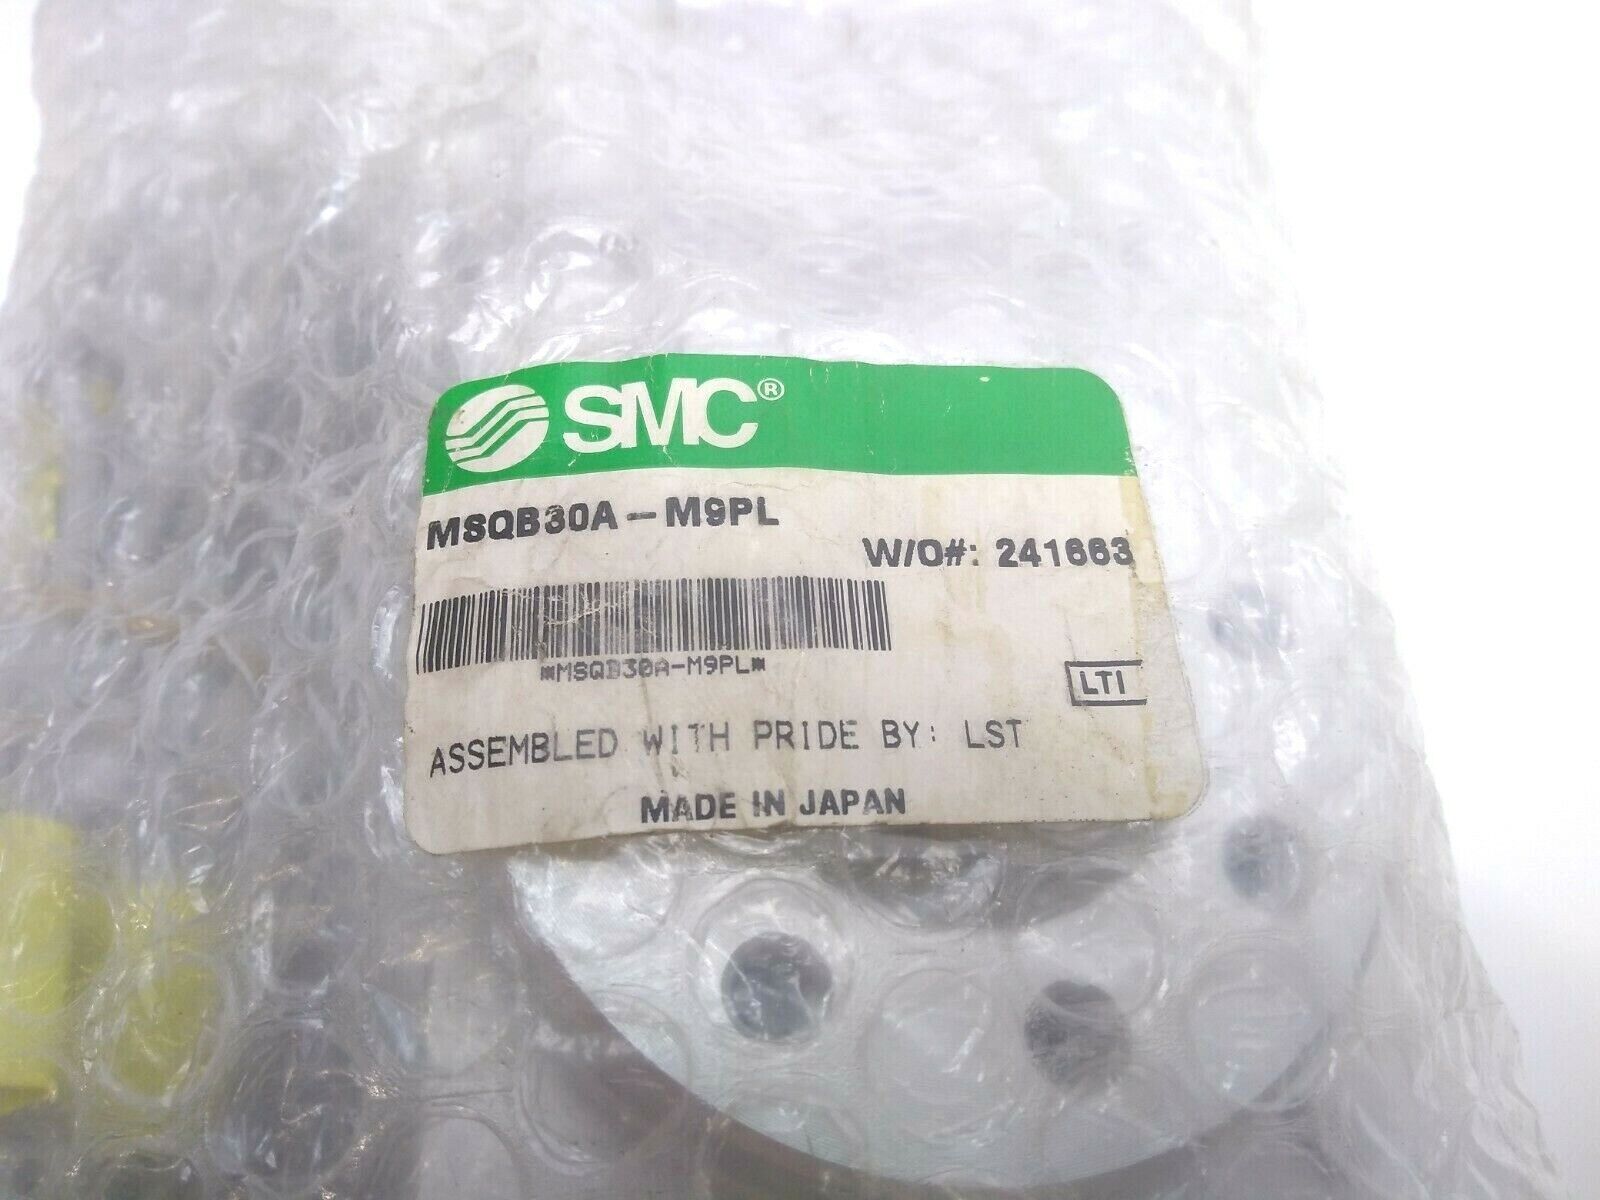 SMC®
MSQB30A-M9PL
W/O#: 241663
*MSQB30A-M9PL*
LTI
ASSEMBLED WITH PRIDE BY: LST
MADE IN JAPAN